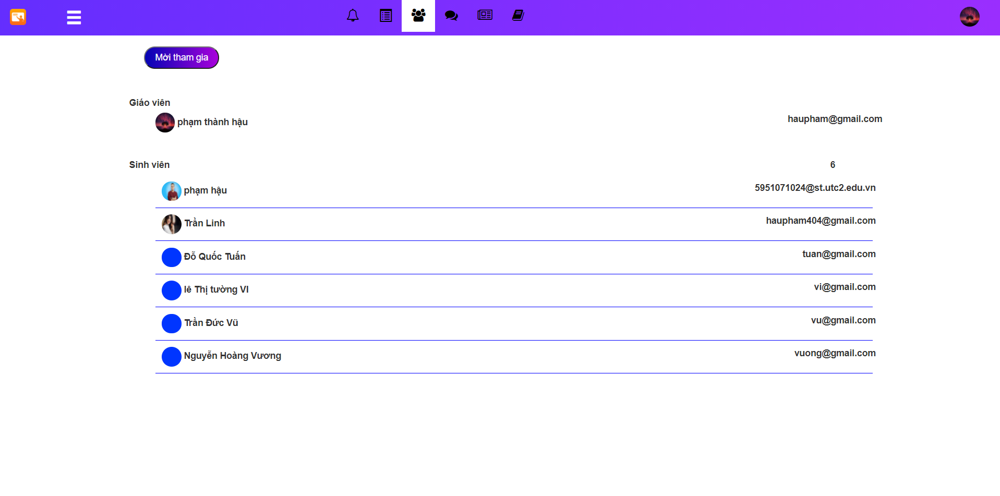 Mời tham gia
Giáo viên
phạm thành hậu haupham@gmail.com
Sinh viên 6
phạm hậu 5951071024@st.utc2.edu.vn
Trần Linh haupham404@gmail.com
Đỗ Quốc Tuấn tuan@gmail.com
lê Thị tường VI vi@gmail.com
Trần Đức Vũ vu@gmail.com
Nguyễn Hoàng Vương vuong@gmail.com